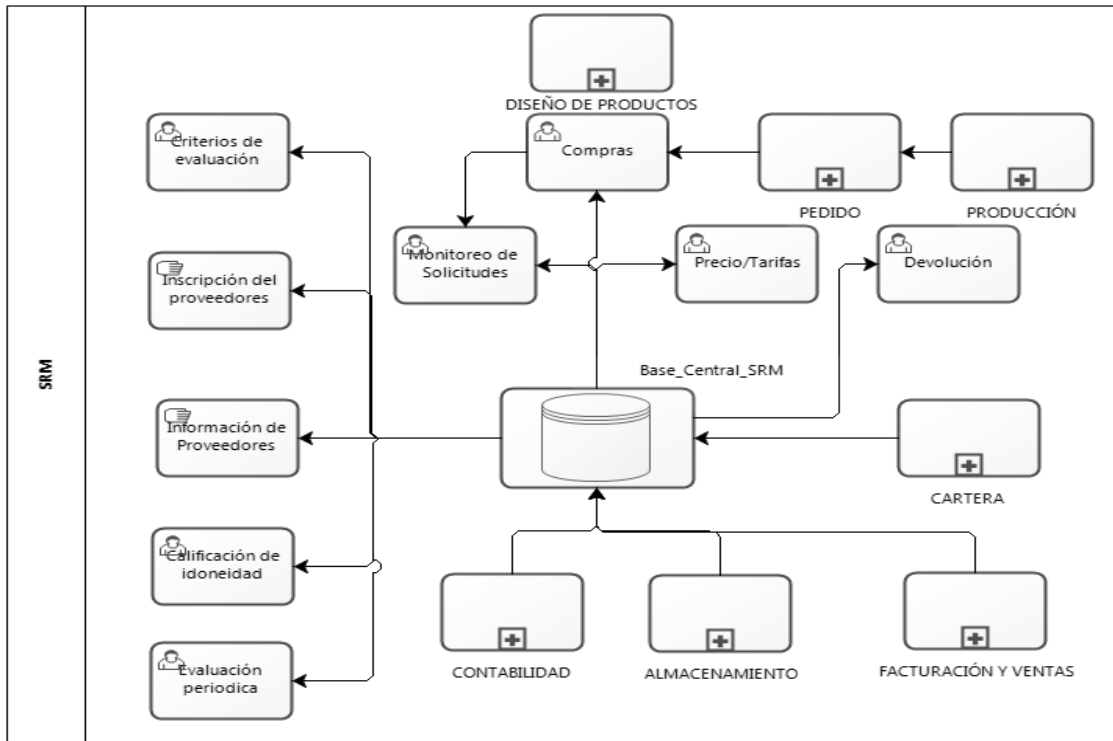 SRM
DISEÑO DE PRODUCTOS
Criterios de
evaluación
Compras
PEDIDO
PRODUCCIÓN
Monitoreo de
Solicitudes
Precio/Tarifas
Devolución
Inscripción del
proveedores
Base_Central_SRM
Información de
Proveedores
CARTERA
Calificación de
idoneidad
CONTABILIDAD
ALMACENAMIENTO
FACTURACIÓN Y VENTAS
Evaluación
periodica